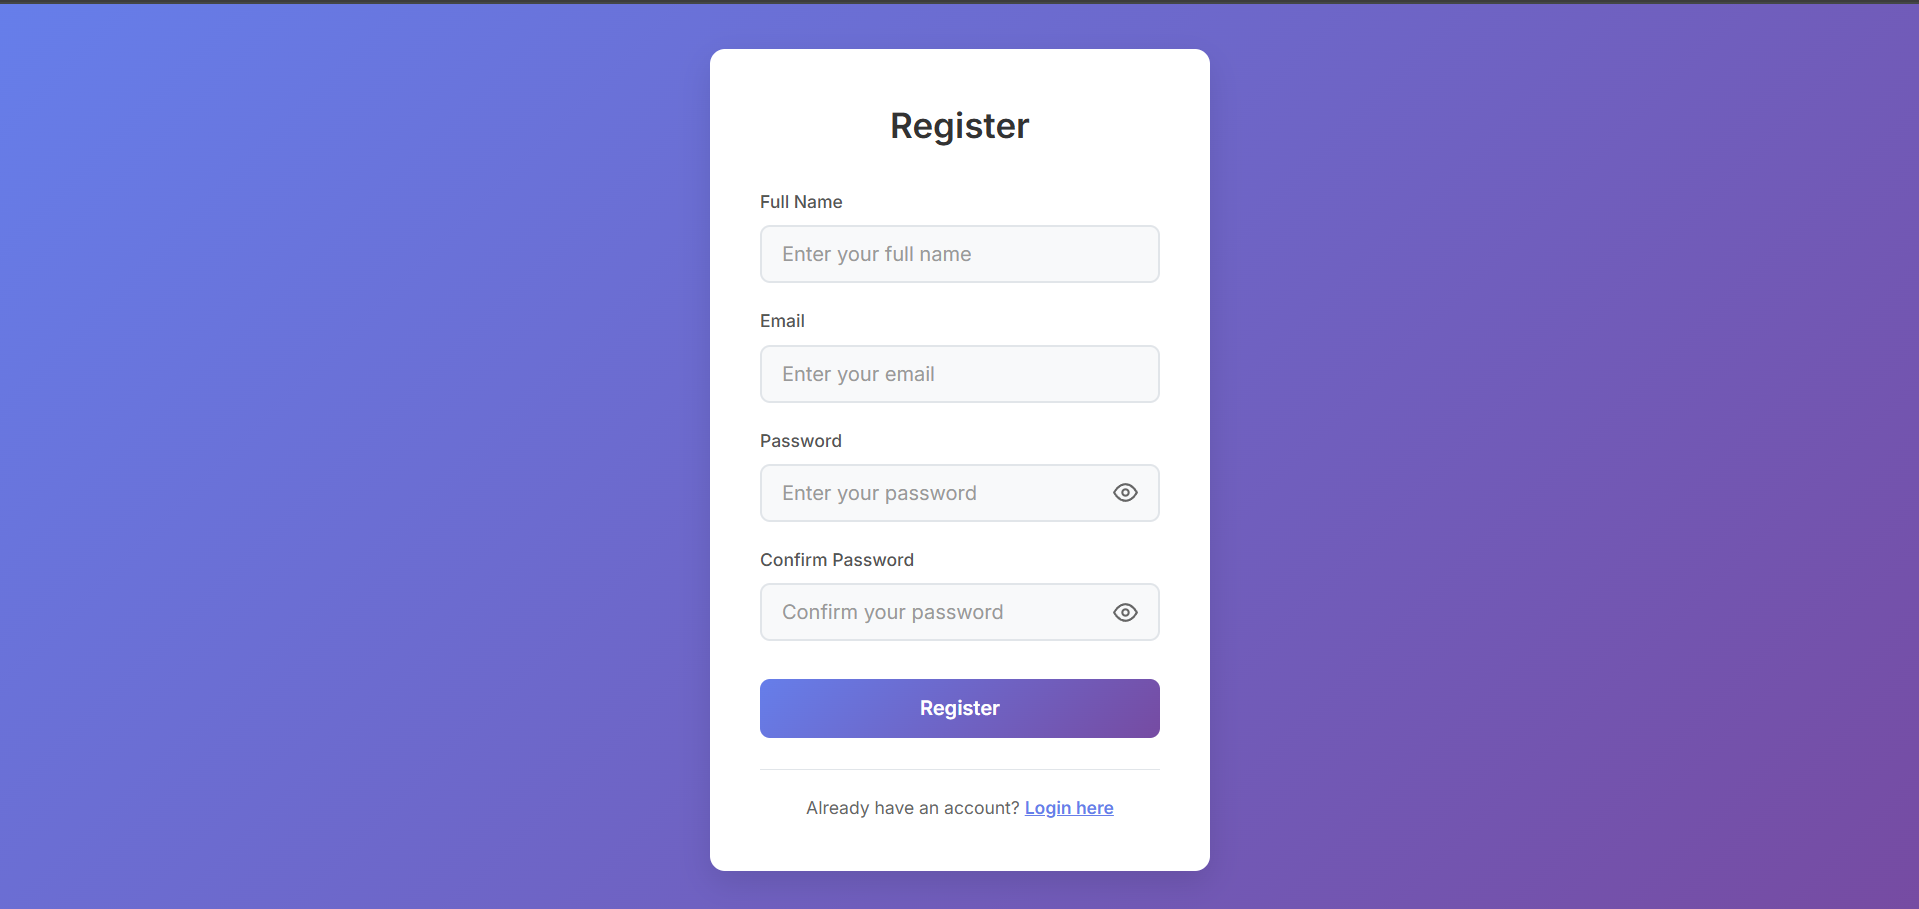 Register
Full Name
Enter your full name
Email
Enter your email
Password
Enter your password
Confirm Password
Confirm your password
Register
Already have an account? Login here